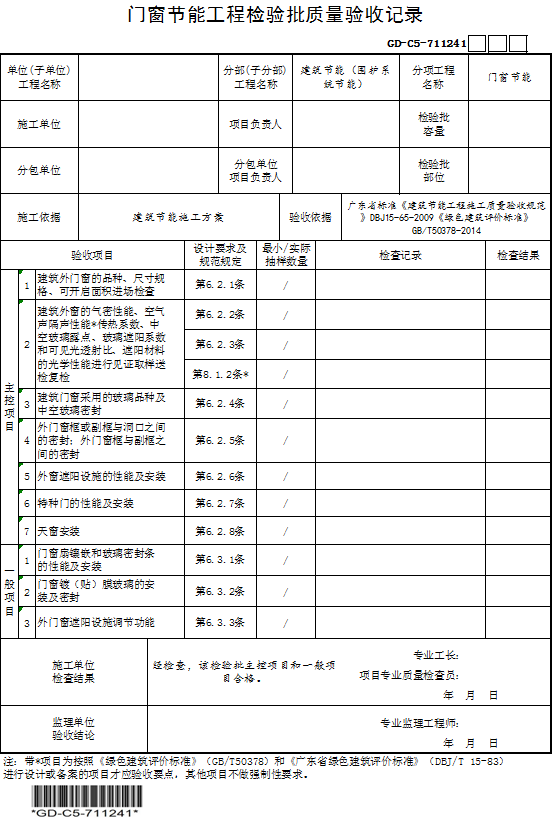 门窗节能工程检验批质量验收记录
GD-C5-711241
单位(子单位)
工程名称
分部(子分部)
工程名称
建筑节能（围护系
统节能）
分项工程
名称
门窗节能
施工单位
项目负责人
检验批
容量
分包单位
分包单位
项目负责人
检验批
部位
施工依据
建筑节能施工方案
验收依据
广东省标准《建筑节能工程施工质量验收规范
》DBJ15-65-2009《绿色建筑评价标准》
GB/T50378-2014
验收项目
设计要求及
规范规定
最小/实际
抽样数量
检查记录
检查结果
主控项目
1
建筑外门窗的品种、尺寸规
格、可开启面积进场检查
第6.2.1条
/
2
建筑外窗的气密性能、空气
声隔声性能*传热系数、中
空玻璃露点、玻璃遮阳系数
和可见光透射比、遮阳材料
的光学性能进行见证取样送
检复检
第6.2.2条
/
第6.2.3条
/
第8.1.2条*
/
3
建筑门窗采用的玻璃品种及
中空玻璃密封
第6.2.4条
/
4
外门窗框或副框与洞口之间
的密封；外门窗框与副框之
间的密封
第6.2.5条
/
5
外窗遮阳设施的性能及安装
第6.2.6条
/
6
特种门的性能及安装
第6.2.7条
/
7
天窗安装
第6.2.8条
/
一般项目
1
门窗扇镶嵌和玻璃密封条
的性能及安装
第6.3.1条
/
2
门窗镀（贴）膜玻璃的安
装及密封
第6.3.2条
/
3
外门窗遮阳设施调节功能
第6.3.3条
/
施工单位
检查结果
经检查，该检验批主控项目和一般项
目合格。
专业工长：
项目专业质量检查员：
年 月 日
监理单位
验收结论
专业监理工程师：
年 月 日
注：带*项目为按照《绿色建筑评价标准》（GB/T50378）和《广东省绿色建筑评价标准》（DBJ/T 15-83）
进行设计或备案的项目才应验收要点，其他项目不做强制性要求。
*GD-C5-711241*